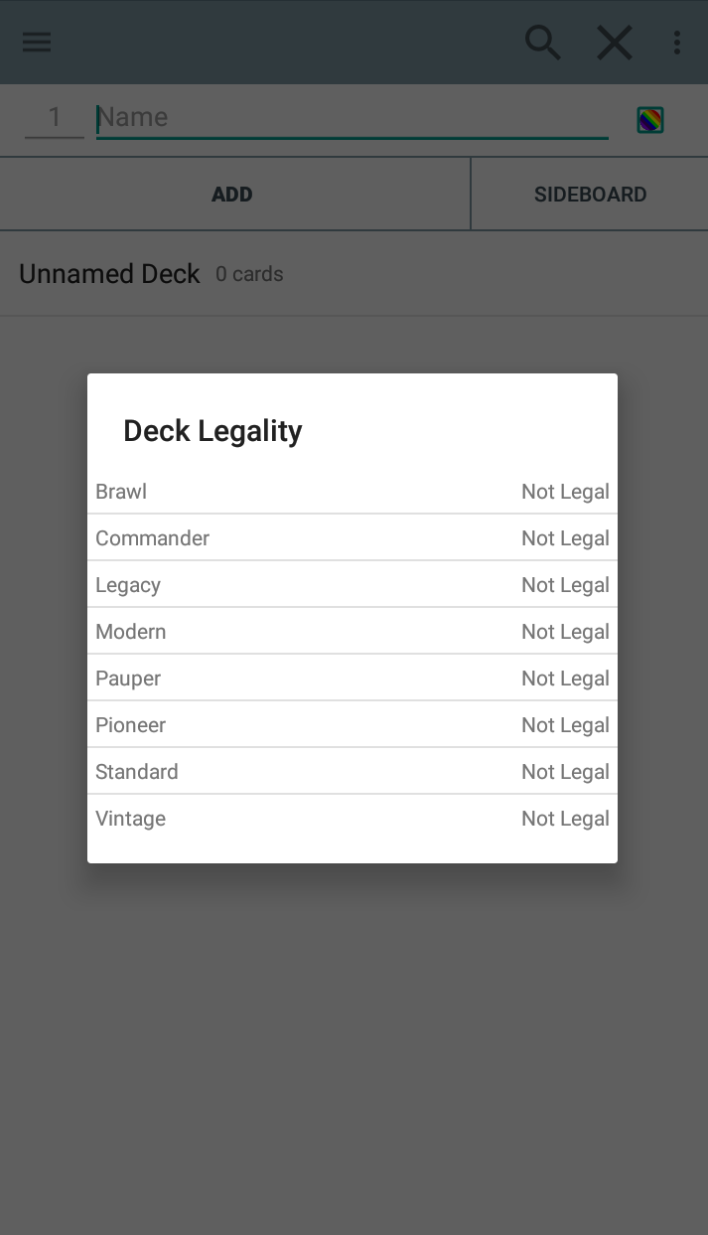 1 Name
ADD SIDEBOARD
Unnamed Deck 0 cards
Deck Legality
Brawl Not Legal
Commander Not Legal
Legacy Not Legal
Modern Not Legal
Pauper Not Legal
Pioneer Not Legal
Standard Not Legal
Vintage Not Legal